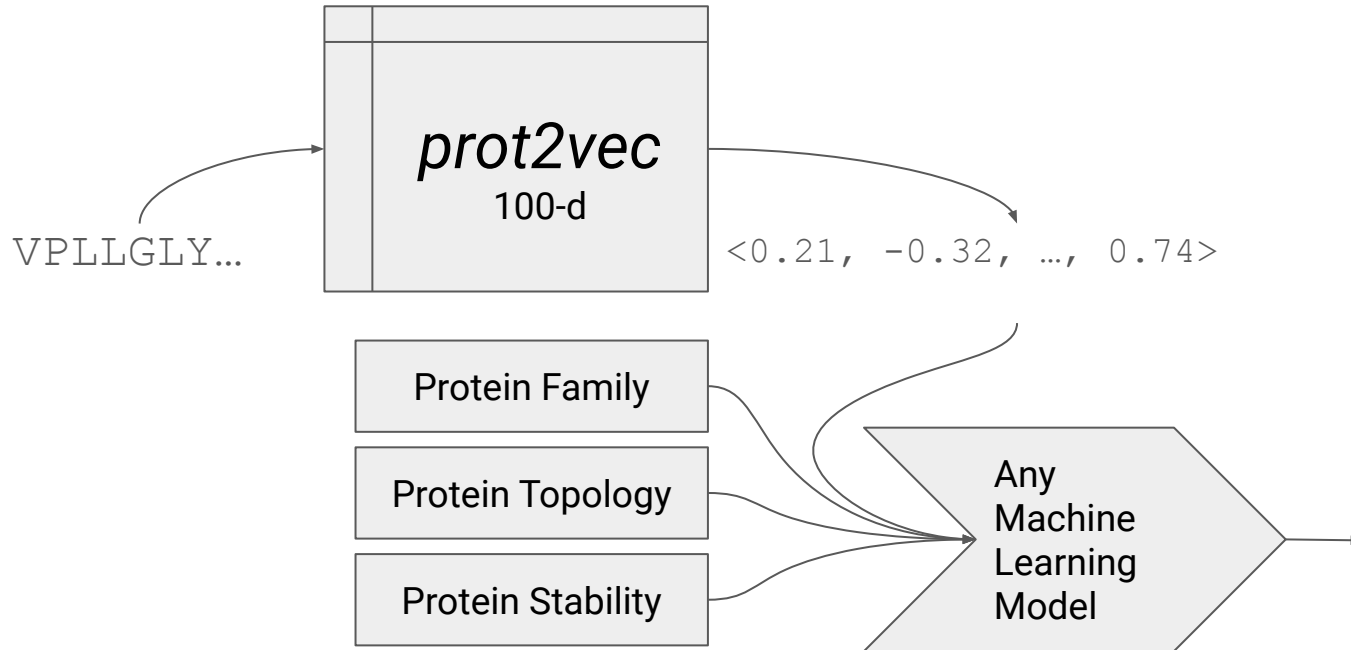 prot2vec
100-d
VPLLGLY…
<0.21, -0.32, …, 0.74>
Protein Family
Protein Topology
Protein Stability
Any
Machine
Learning
Model